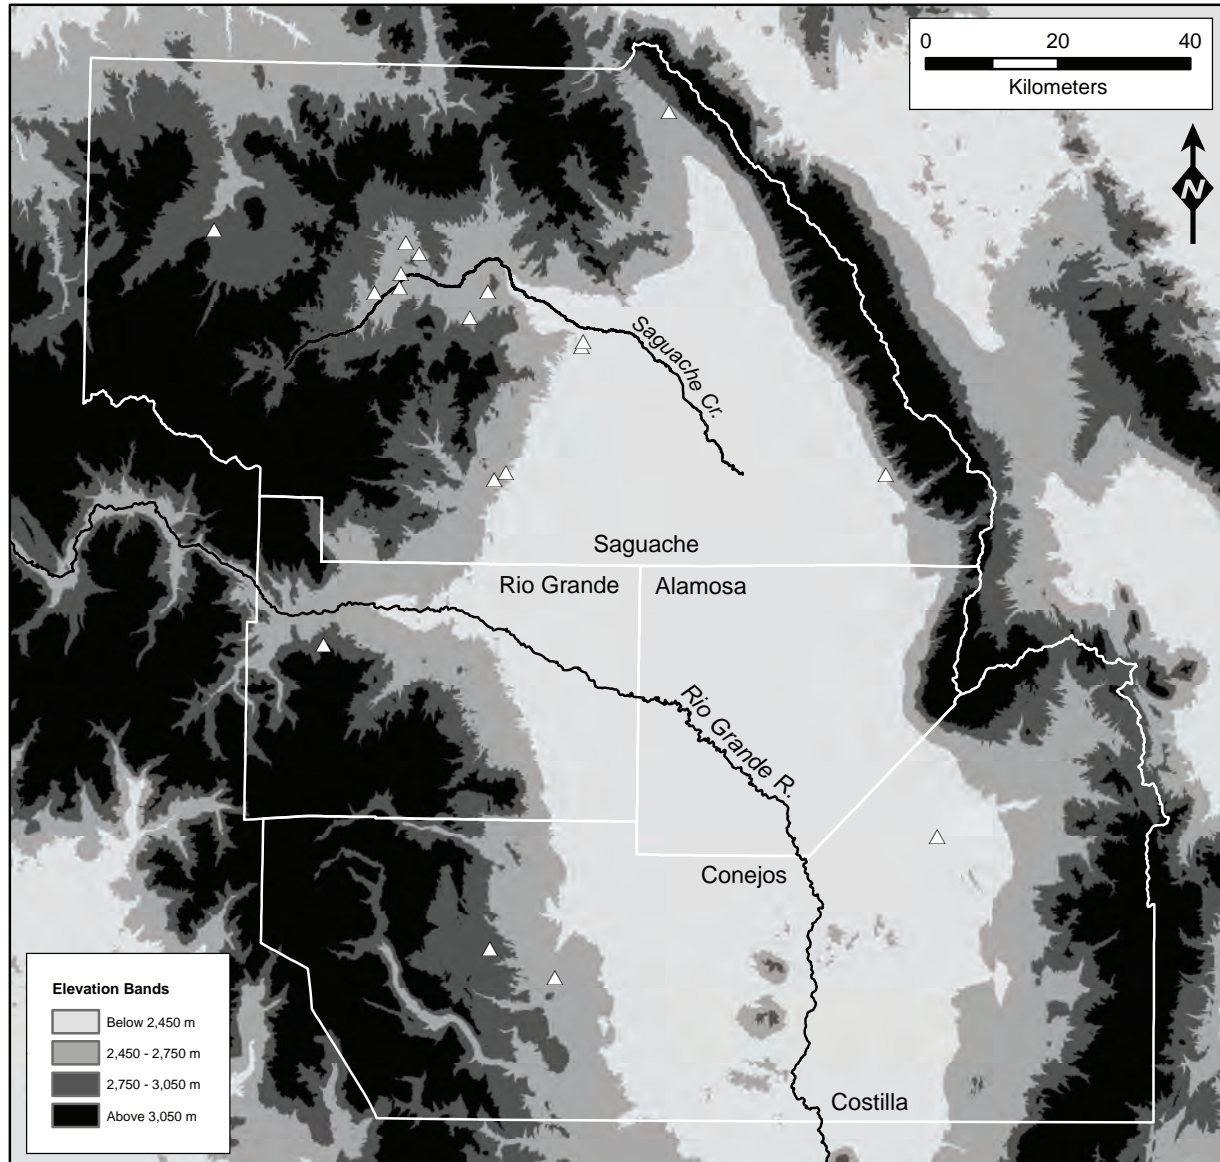 0 20 40
Kilometers
N
Saguache Cr.
Saguache
Rio Grande
Alamosa
Rio Grande R.
Conejos
Costilla
Elevation Bands
Below 2,450 m
2,450 - 2,750 m
2,750 - 3,050 m
Above 3,050 m